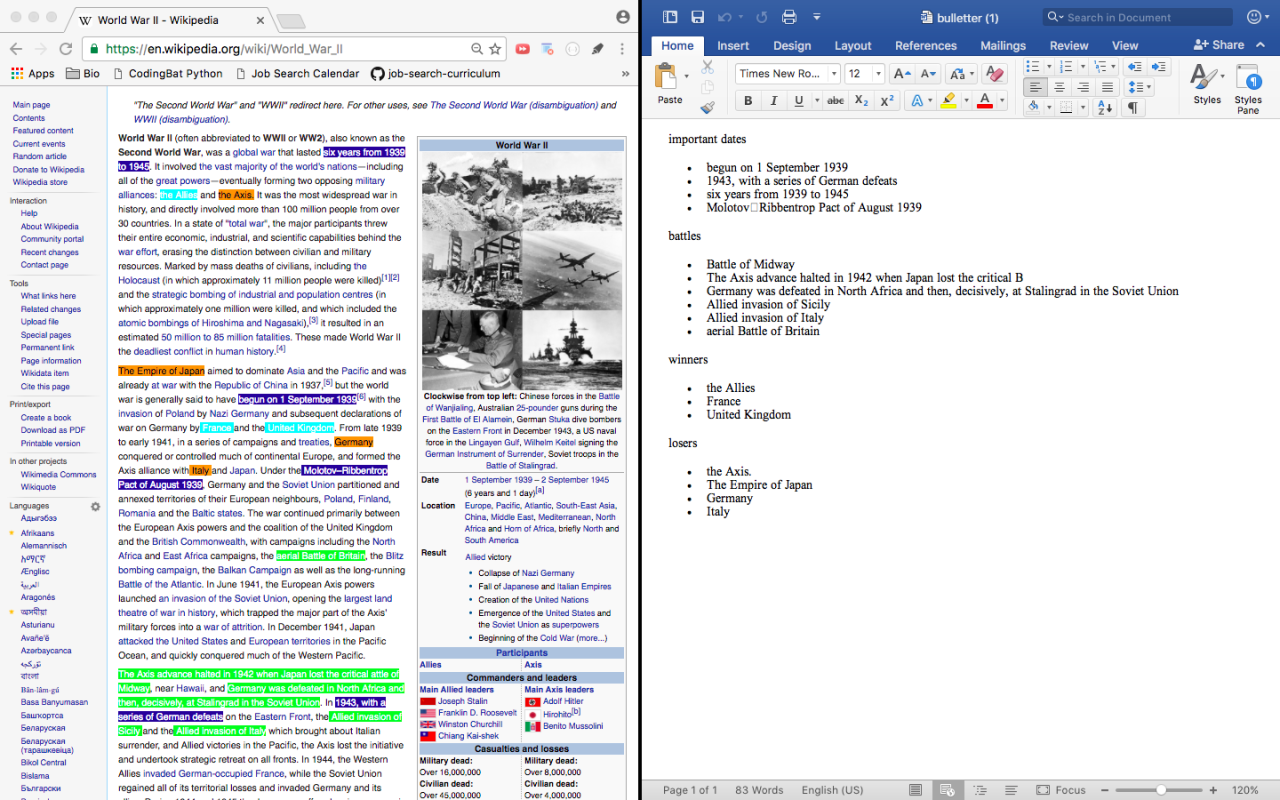 World War II - Wikipedia
https://en.wikipedia.org/wiki/World_War_II
Apps
Bio
CodingBat Python
Job Search Calendar
job-search-curriculum
»
Main page
Contents
Featured content
Current events
Random article
Donate to Wikipedia
Wikipedia store
Interaction
Help
About Wikipedia
Community portal
Recent changes
Contact page
Tools
What links here
Related changes
Upload file
Special pages
Permanent link
Page information
Wikidata item
Cite this page
Print/export
Create a book
Download as PDF
Printable version
In other projects
Wikimedia Commons
Wikiquote
Languages
Адыгэбзэ
Afrikaans
Alemannisch
አማርኛ
Ænglisc
العربية
Aragonés
অসমীয়া
Asturianu
Avañe'ẽ
Azərbaycanca
تۆرکجه
বাংলা
Bân-lâm-gú
Basa Banyumasan
Башҡортса
Беларуская
Беларуская
(тарашкевіца)
Bikol Central
Bislama
Български
"The Second World War" and "WWII" redirect here. For other uses, see The Second World War (disambiguation) and
WWII (disambiguation).
World War II (often abbreviated to WWII or WW2), also known as the
Second World War, was a global war that lasted six years from 1939
to 1945. It involved the vast majority of the world's nations—including
all of the great powers—eventually forming two opposing military
alliances: the Allies and the Axis. It was the most widespread war in
history, and directly involved more than 100 million people from over
30 countries. In a state of "total war", the major participants threw
their entire economic, industrial, and scientific capabilities behind the
war effort, erasing the distinction between civilian and military
resources. Marked by mass deaths of civilians, including the
Holocaust (in which approximately 11 million people were killed)[1][2]
and the strategic bombing of industrial and population centres (in
which approximately one million were killed, and which included the
atomic bombings of Hiroshima and Nagasaki),[3] it resulted in an
estimated 50 million to 85 million fatalities. These made World War II
the deadliest conflict in human history.[4]
The Empire of Japan aimed to dominate Asia and the Pacific and was
already at war with the Republic of China in 1937,[5] but the world
war is generally said to have begun on 1 September 1939[6] with the
invasion of Poland by Nazi Germany and subsequent declarations of
war on Germany by France and the United Kingdom. From late 1939
to early 1941, in a series of campaigns and treaties, Germany
conquered or controlled much of continental Europe, and formed the
Axis alliance with Italy and Japan. Under the Molotov–Ribbentrop
Pact of August 1939, Germany and the Soviet Union partitioned and
annexed territories of their European neighbours, Poland, Finland,
Romania and the Baltic states. The war continued primarily between
the European Axis powers and the coalition of the United Kingdom
and the British Commonwealth, with campaigns including the North
Africa and East Africa campaigns, the aerial Battle of Britain, the Blitz
bombing campaign, the Balkan Campaign as well as the long-running
Battle of the Atlantic. In June 1941, the European Axis powers
launched an invasion of the Soviet Union, opening the largest land
theatre of war in history, which trapped the major part of the Axis'
military forces into a war of attrition. In December 1941, Japan
attacked the United States and European territories in the Pacific
Ocean, and quickly conquered much of the Western Pacific.
The Axis advance halted in 1942 when Japan lost the critical attle of
Midway, near Hawaii, and Germany was defeated in North Africa and
then, decisively, at Stalingrad in the Soviet Union. In 1943, with a
series of German defeats on the Eastern Front, the Allied invasion of
Sicily and the Allied invasion of Italy which brought about Italian
surrender, and Allied victories in the Pacific, the Axis lost the initiative
and undertook strategic retreat on all fronts. In 1944, the Western
Allies invaded German-occupied France, while the Soviet Union
regained all of its territorial losses and invaded Germany and its
World War II
Clockwise from top left: Chinese forces in the Battle
of Wanjialing, Australian 25-pounder guns during the
First Battle of El Alamein, German Stuka dive bombers
on the Eastern Front in December 1943, a US naval
force in the Lingayen Gulf, Wilhelm Keitel signing the
German Instrument of Surrender, Soviet troops in the
Battle of Stalingrad.
Date 1 September 1939 – 2 September 1945
(6 years and 1 day)[a]
Location Europe, Pacific, Atlantic, South-East Asia,
China, Middle East, Mediterranean, North
Africa and Horn of Africa, briefly North and
South America
Result Allied victory
• Collapse of Nazi Germany
• Fall of Japanese and Italian Empires
• Creation of the United Nations
• Emergence of the United States and
the Soviet Union as superpowers
• Beginning of the Cold War (more...)
Participants
Allies Axis
Commanders and leaders
Main Allied leaders
Joseph Stalin
Franklin D. Roosevelt
Winston Churchill
Chiang Kai-shek
Main Axis leaders
Adolf Hitler
Hirohito[b]
Benito Mussolini
Casualties and losses
Military dead:
Over 16,000,000
Civilian dead:
Over 45,000,000
Military dead:
Over 8,000,000
Civilian dead:
Over 4,000,000
bulletter (1)
Search in Document
Home Insert Design Layout References Mailings Review View Share
Paste
Times New Ro... 12
Styles
Styles
Pane
important dates
• begun on 1 September 1939
• 1943, with a series of German defeats
• six years from 1939 to 1945
• Molotov□Ribbentrop Pact of August 1939
battles
• Battle of Midway
• The Axis advance halted in 1942 when Japan lost the critical B
• Germany was defeated in North Africa and then, decisively, at Stalingrad in the Soviet Union
• Allied invasion of Sicily
• Allied invasion of Italy
• aerial Battle of Britain
winners
• the Allies
• France
• United Kingdom
losers
• the Axis.
• The Empire of Japan
• Germany
• Italy
Page 1 of 1 83 Words English (US) Focus 120%